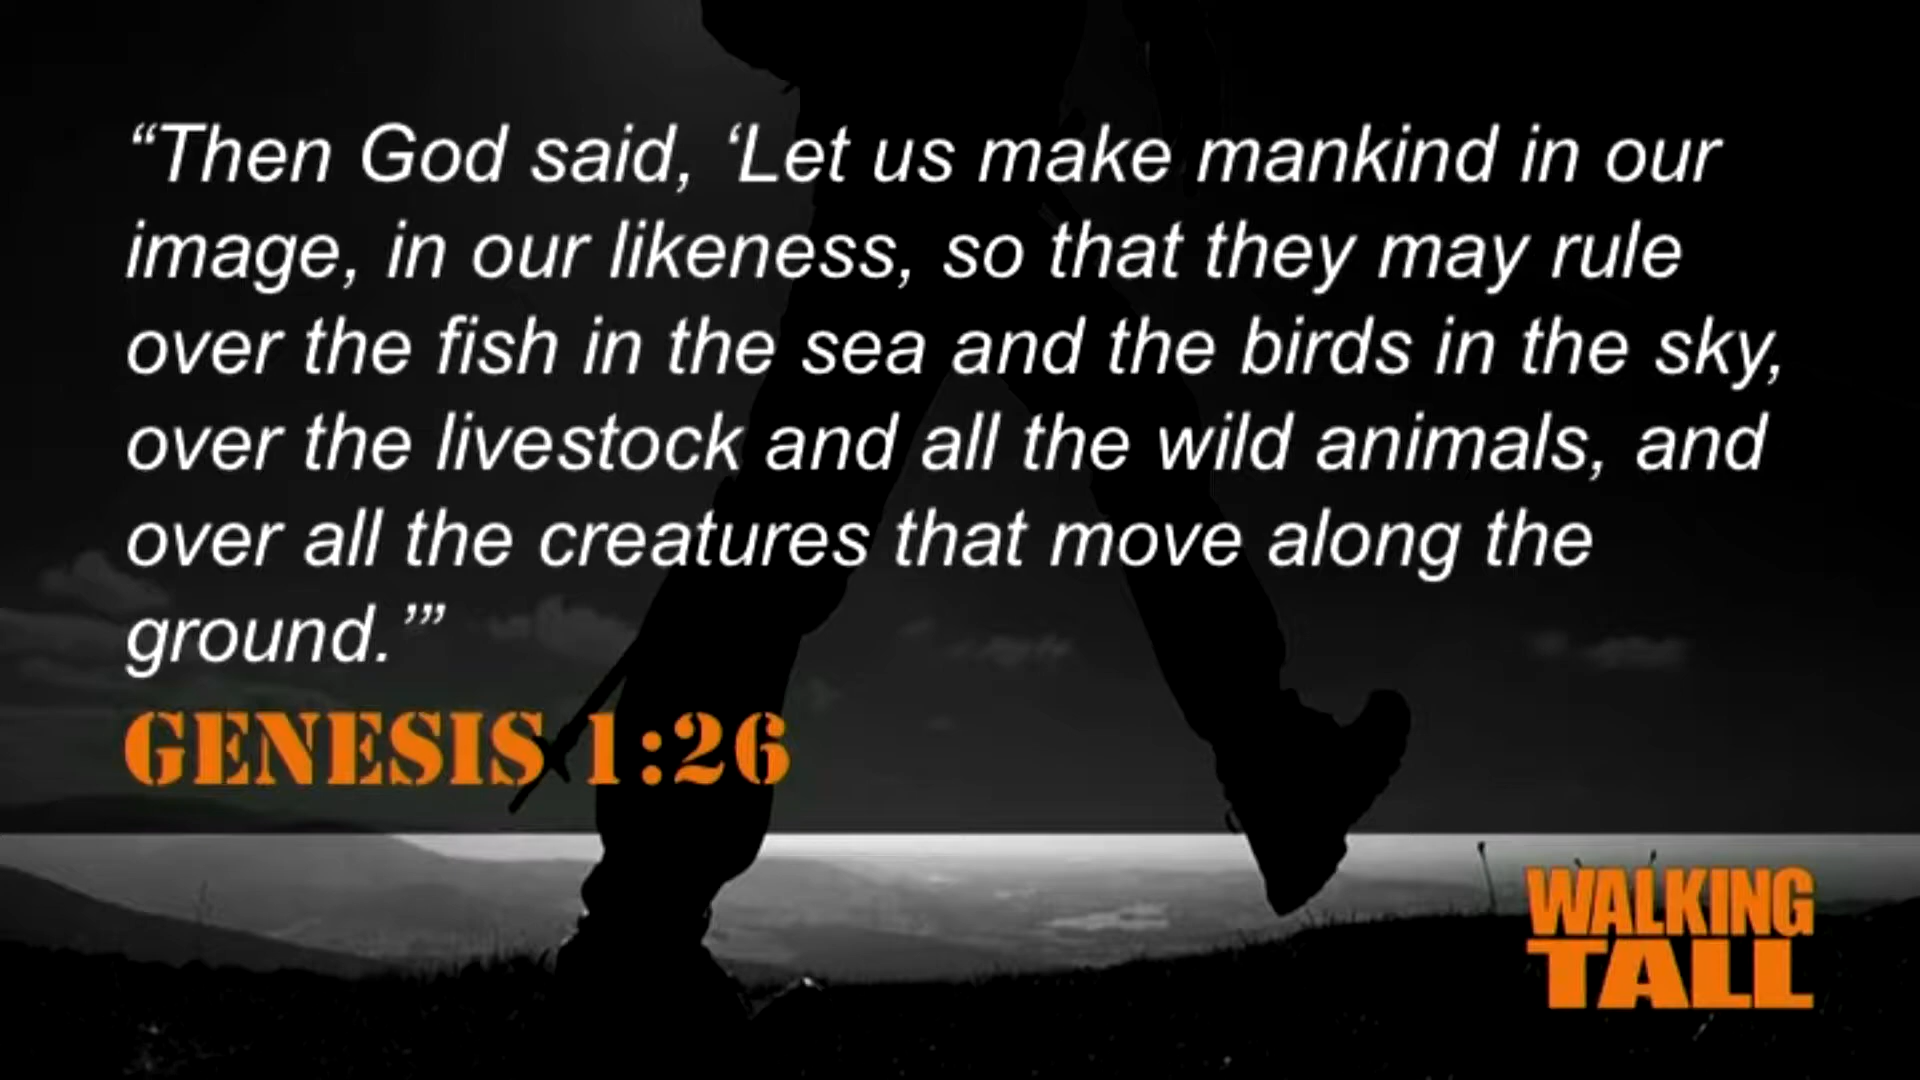 “Then God said, ‘Let us make mankind in our
image, in our likeness, so that they may rule
over the fish in the sea and the birds in the sky,
over the livestock and all the wild animals, and
over all the creatures that move along the
ground.’”
GENESIS 1:26
WALKING
TALL